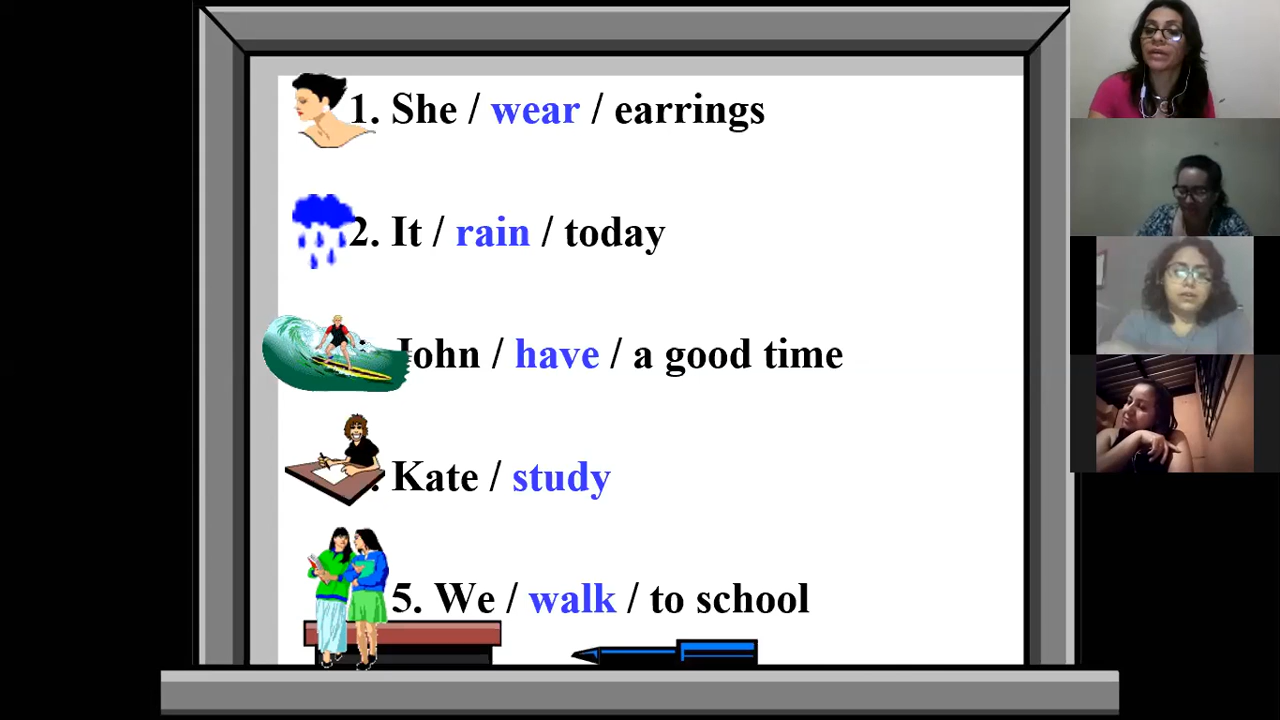 1. She / wear / earrings
2. It / rain / today
John / have / a good time
. Kate / study
5. We / walk / to school